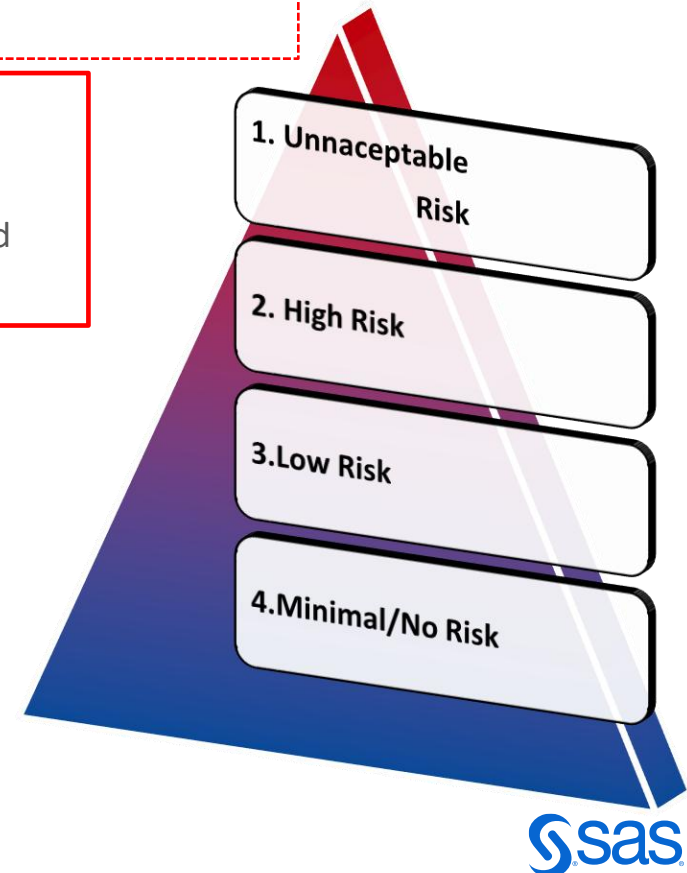 d
1. Unnaceptable
Risk
2. High Risk
3.Low Risk
4.Minimal/No Risk
sas